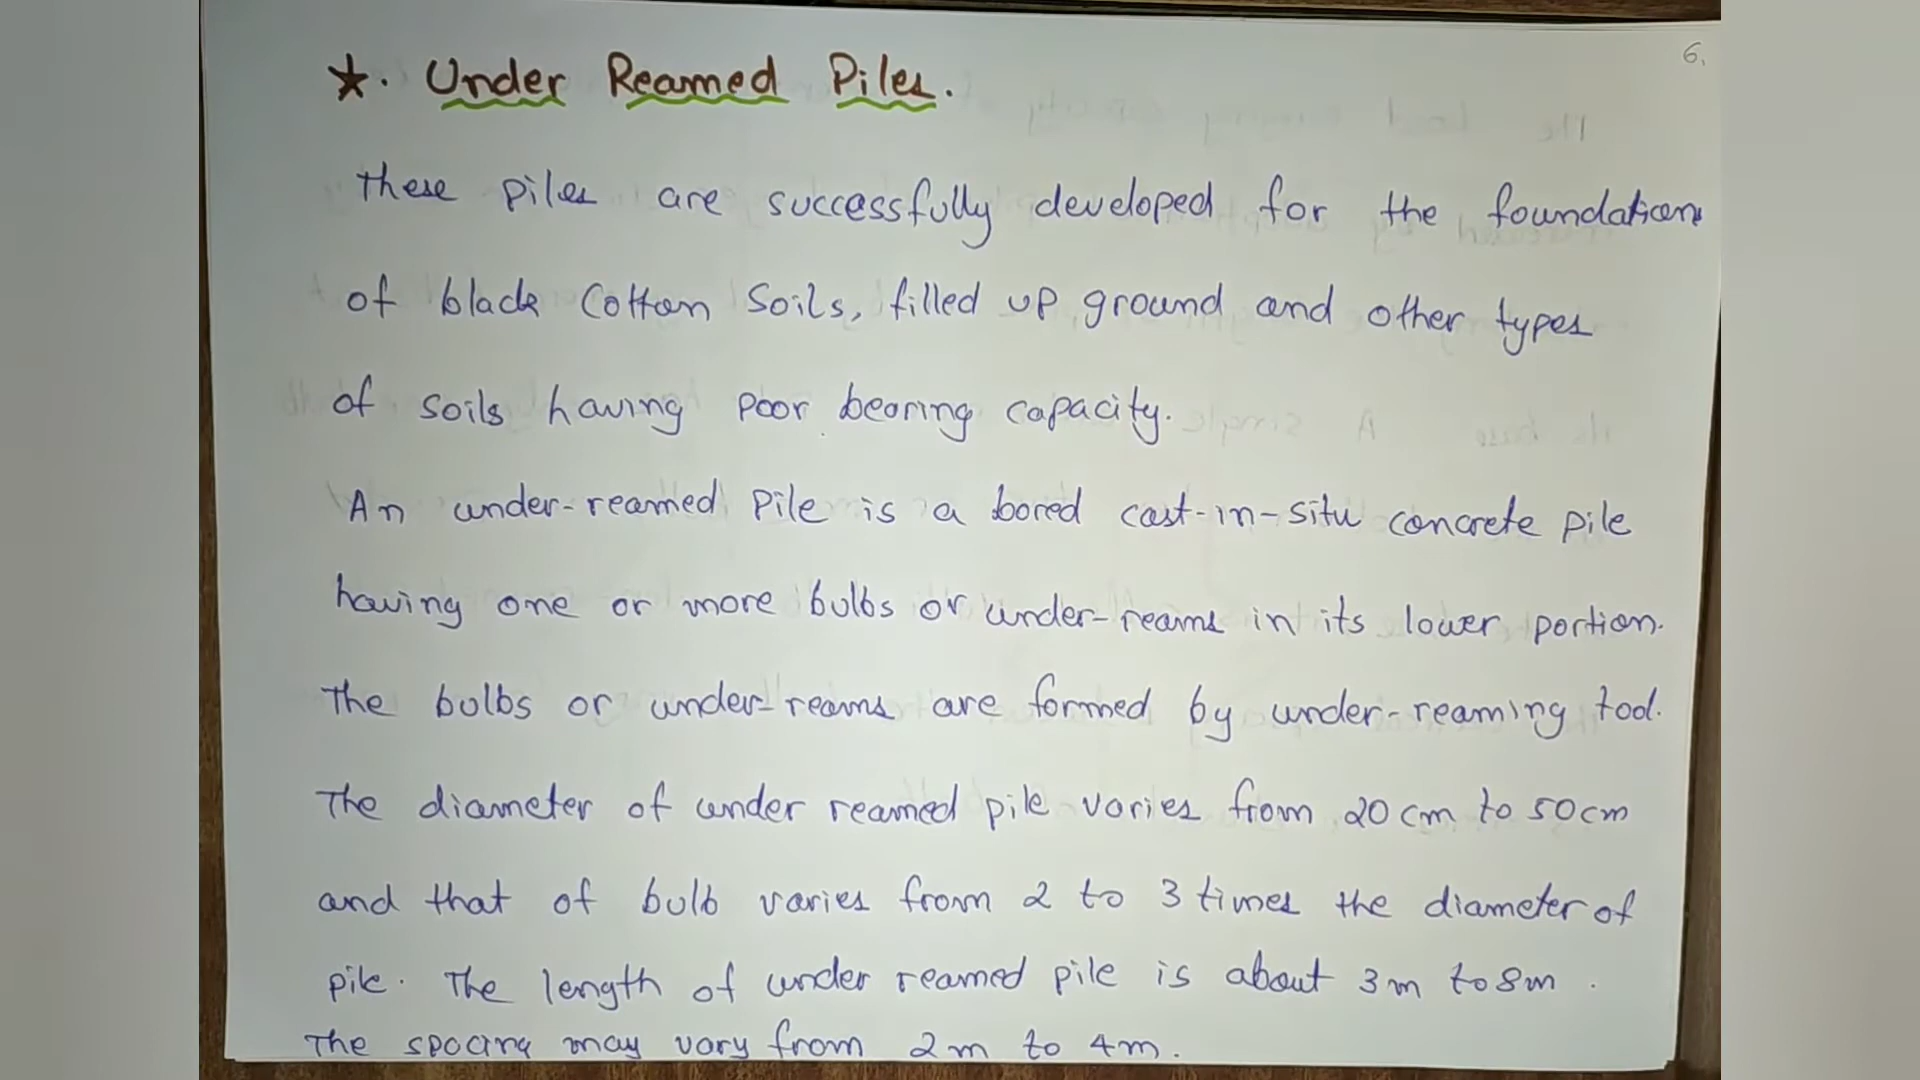 6.
★. Under Reamed Piles.
These piles are successfully developed for the foundations
of black Cotton Soils, filled up ground and other types
of soils having poor bearing capacity.
An under-reamed Pile is a bored cast-in-situ concrete pile
having one or more bulbs or under-reams in its lower portion.
The bulbs or under-reams are formed by under-reaming tool.
The diameter of under reamed pile varies from 20 cm to 50 cm
and that of bulb varies from 2 to 3 times the diameter of
pile. The length of under reamed pile is about 3m to 8m .
The spacing may vary from 2m to 4m.